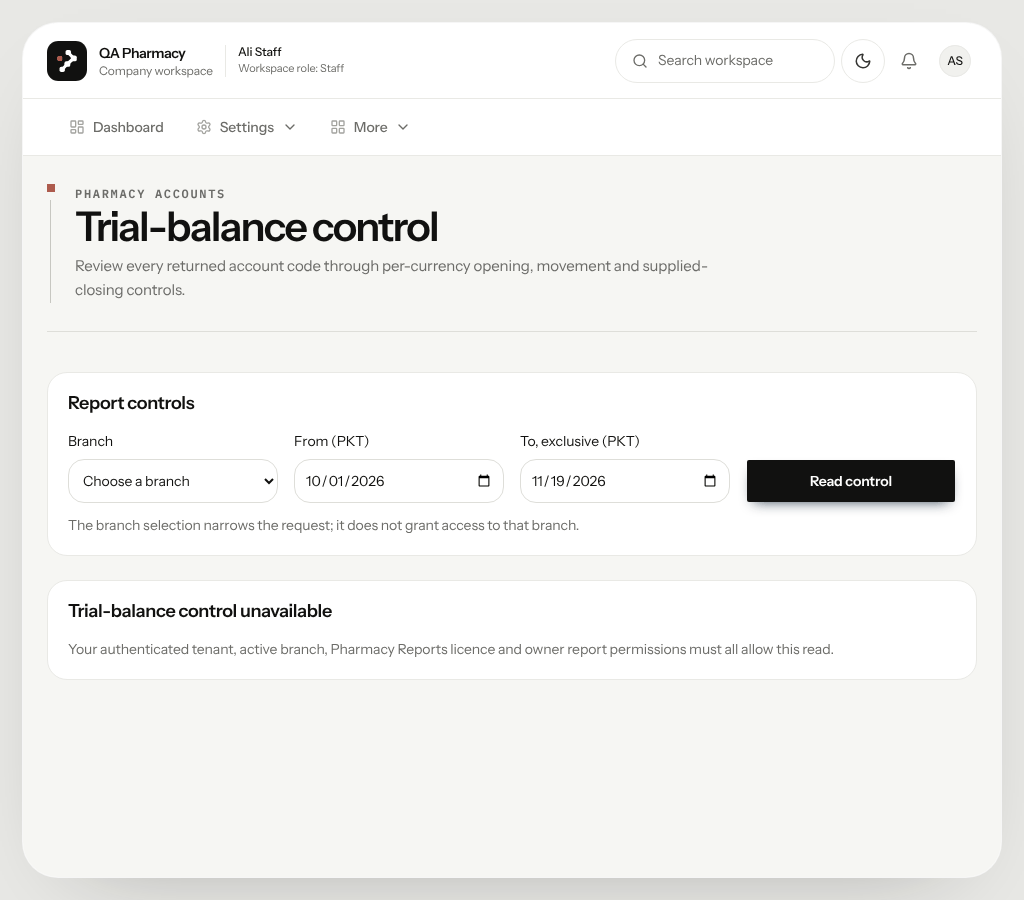 QA Pharmacy
Company workspace
Ali Staff
Workspace role: Staff
Search workspace
AS
Dashboard
Settings
More
PHARMACY ACCOUNTS
Trial-balance control
Review every returned account code through per-currency opening, movement and supplied-
closing controls.
Report controls
Branch
From (PKT)
To, exclusive (PKT)
Choose a branch
10/01/2026
11/19/2026
Read control
The branch selection narrows the request; it does not grant access to that branch.
Trial-balance control unavailable
Your authenticated tenant, active branch, Pharmacy Reports licence and owner report permissions must all allow this read.